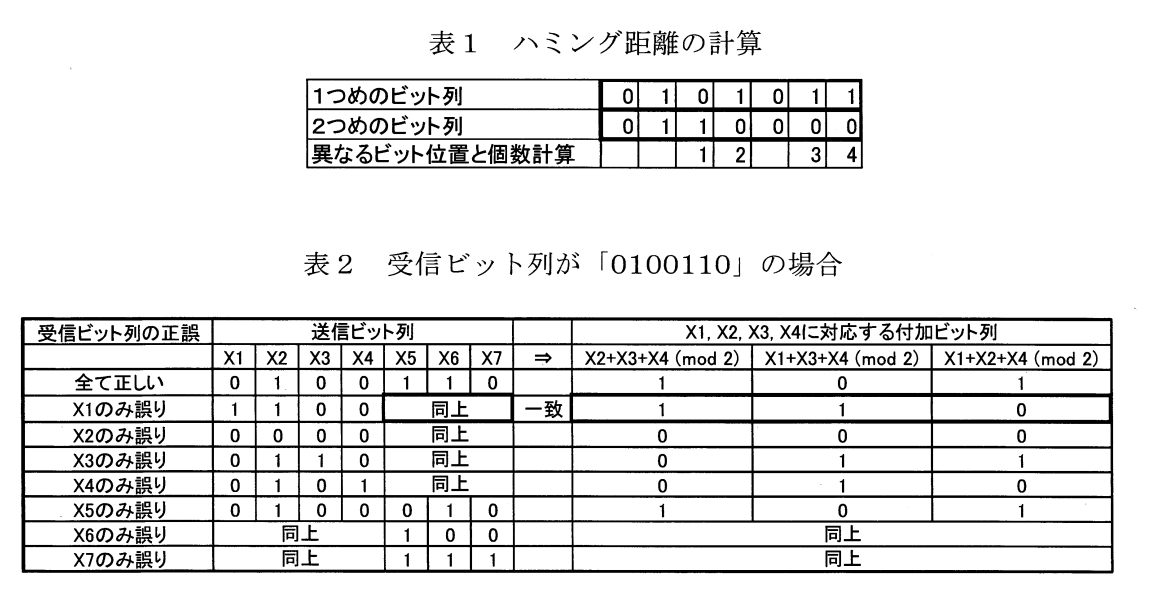 表1　ハミング距離の計算
1つめのビット列 0 1 0 1 0 1 1
2つめのビット列 0 1 1 0 0 0 0
異なるビット位置と個数計算 1 2 3 4
表2　受信ビット列が「0100110」の場合
受信ビット列の正誤 送信ビット列 X1, X2, X3, X4に対応する付加ビット列
X1 X2 X3 X4 X5 X6 X7 ⇒ X2+X3+X4 (mod 2) X1+X3+X4 (mod 2) X1+X2+X4 (mod 2)
全て正しい 0 1 0 0 1 1 0 1 0 1
X1のみ誤り 1 1 0 0 同上 一致 1 1 0
X2のみ誤り 0 0 0 0 同上 0 0 0
X3のみ誤り 0 1 1 0 同上 0 1 1
X4のみ誤り 0 1 0 1 同上 0 1 0
X5のみ誤り 0 1 0 0 0 1 0 1 0 1
X6のみ誤り 同上 1 0 0 同上
X7のみ誤り 同上 1 1 1 同上